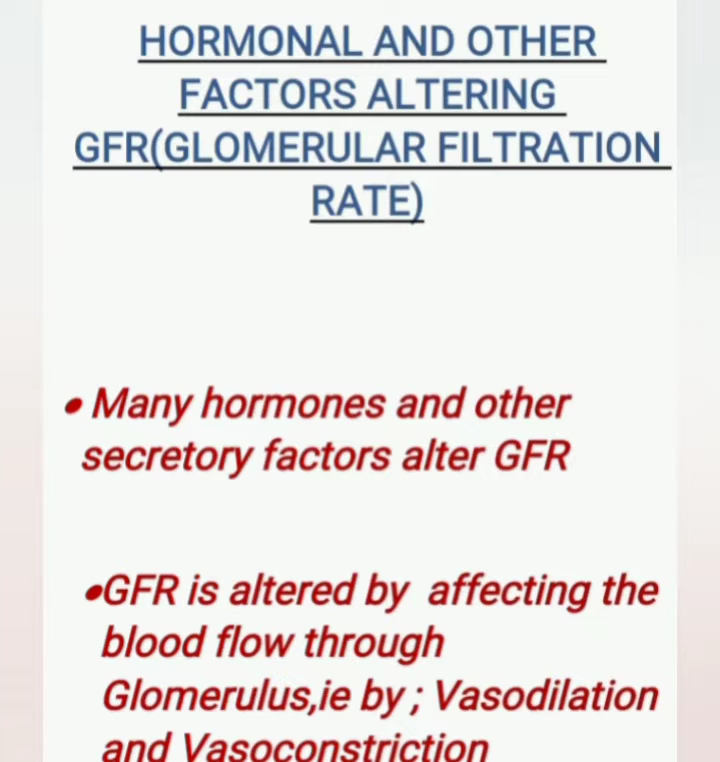 HORMONAL AND OTHER
FACTORS ALTERING
GFR(GLOMERULAR FILTRATION
RATE)
• Many hormones and other
secretory factors alter GFR
•GFR is altered by affecting the
blood flow through
Glomerulus,ie by ; Vasodilation
and Vasoconstriction